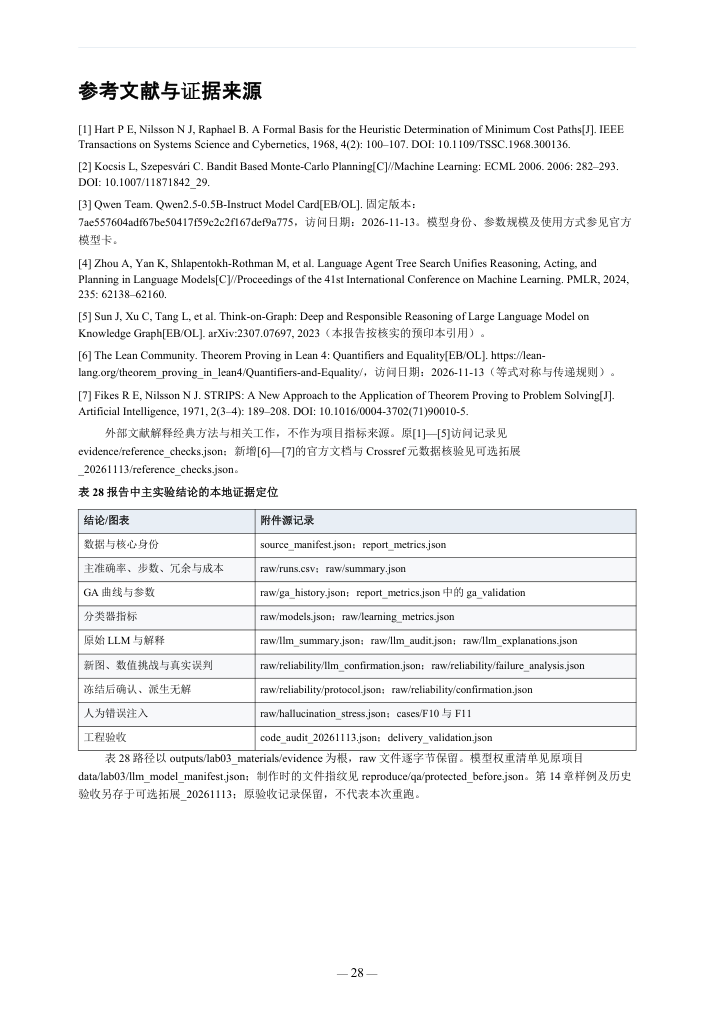 参考文献与证据来源
[1] Hart P E, Nilsson N J, Raphael B. A Formal Basis for the Heuristic Determination of Minimum Cost Paths[J]. IEEE
Transactions on Systems Science and Cybernetics, 1968, 4(2): 100–107. DOI: 10.1109/TSSC.1968.300136.
[2] Kocsis L, Szepesvári C. Bandit Based Monte-Carlo Planning[C]//Machine Learning: ECML 2006. 2006: 282–293.
DOI: 10.1007/11871842_29.
[3] Qwen Team. Qwen2.5-0.5B-Instruct Model Card[EB/OL]. 固定版本：
7ae557604adf67be50417f59c2c2f167def9a775，访问日期：2026-11-13。模型身份、参数规模及使用方式参见官方
模型卡。
[4] Zhou A, Yan K, Shlapentokh-Rothman M, et al. Language Agent Tree Search Unifies Reasoning, Acting, and
Planning in Language Models[C]//Proceedings of the 41st International Conference on Machine Learning. PMLR, 2024,
235: 62138–62160.
[5] Sun J, Xu C, Tang L, et al. Think-on-Graph: Deep and Responsible Reasoning of Large Language Model on
Knowledge Graph[EB/OL]. arXiv:2307.07697, 2023（本报告按核实的预印本引用）。
[6] The Lean Community. Theorem Proving in Lean 4: Quantifiers and Equality[EB/OL]. https://lean-
lang.org/theorem_proving_in_lean4/Quantifiers-and-Equality/，访问日期：2026-11-13（等式对称与传递规则）。
[7] Fikes R E, Nilsson N J. STRIPS: A New Approach to the Application of Theorem Proving to Problem Solving[J].
Artificial Intelligence, 1971, 2(3–4): 189–208. DOI: 10.1016/0004-3702(71)90010-5.
外部文献解释经典方法与相关工作，不作为项目指标来源。原[1]—[5]访问记录见
evidence/reference_checks.json；新增[6]—[7]的官方文档与 Crossref 元数据核验见可选拓展
_20261113/reference_checks.json。
表 28 报告中主实验结论的本地证据定位
结论/图表 附件源记录
数据与核心身份 source_manifest.json；report_metrics.json
主准确率、步数、冗余与成本 raw/runs.csv；raw/summary.json
GA 曲线与参数 raw/ga_history.json；report_metrics.json 中的 ga_validation
分类器指标 raw/models.json；raw/learning_metrics.json
原始 LLM 与解释 raw/llm_summary.json；raw/llm_audit.json；raw/llm_explanations.json
新图、数值挑战与真实误判 raw/reliability/llm_confirmation.json；raw/reliability/failure_analysis.json
冻结后确认、派生无解 raw/reliability/protocol.json；raw/reliability/confirmation.json
人为错误注入 raw/hallucination_stress.json；cases/F10 与 F11
工程验收 code_audit_20261113.json；delivery_validation.json
表 28 路径以 outputs/lab03_materials/evidence 为根，raw 文件逐字节保留。模型权重清单见原项目
data/lab03/llm_model_manifest.json；制作时的文件指纹见 reproduce/qa/protected_before.json。第 14 章样例及历史
验收另存于可选拓展_20261113；原验收记录保留，不代表本次重跑。
— 28 —